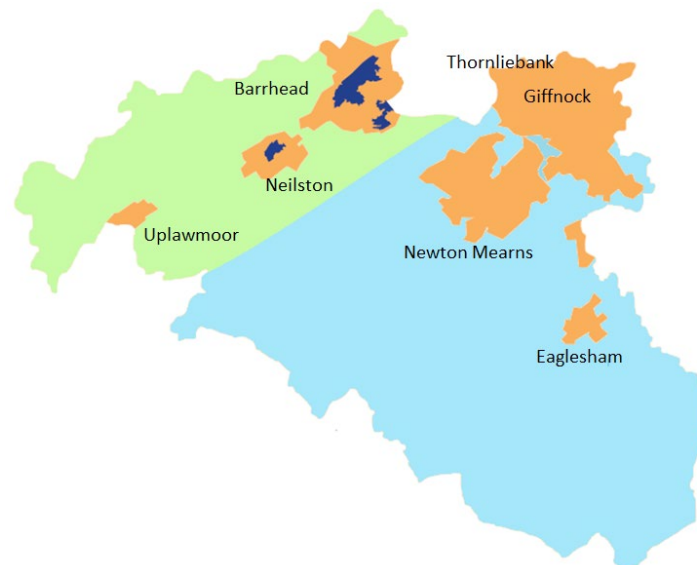 Thornliebank
Barrhead
Giffnock
Neilston
Uplawmoor
Newton Mearns
Eaglesham